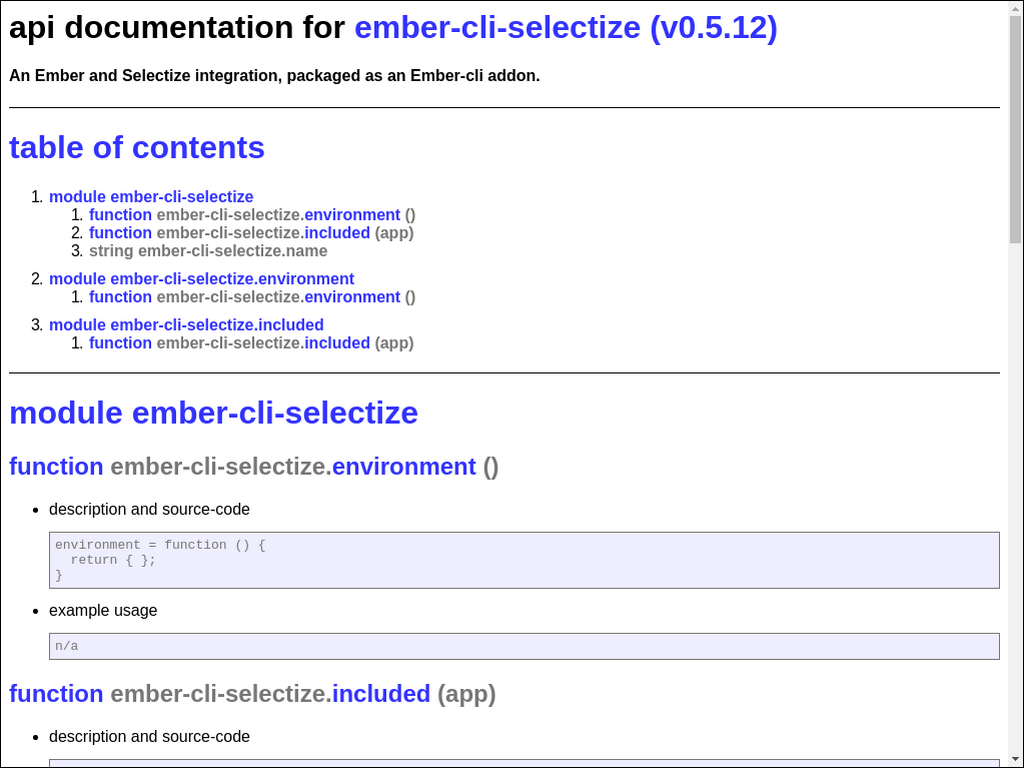 api documentation for ember-cli-selectize (v0.5.12)
An Ember and Selectize integration, packaged as an Ember-cli addon.
table of contents
1. module ember-cli-selectize
1. function ember-cli-selectize.environment ()
2. function ember-cli-selectize.included (app)
3. string ember-cli-selectize.name
2. module ember-cli-selectize.environment
1. function ember-cli-selectize.environment ()
3. module ember-cli-selectize.included
1. function ember-cli-selectize.included (app)
module ember-cli-selectize
function ember-cli-selectize.environment ()
• description and source-code
environment = function () {
  return { };
}
• example usage
n/a
function ember-cli-selectize.included (app)
• description and source-code